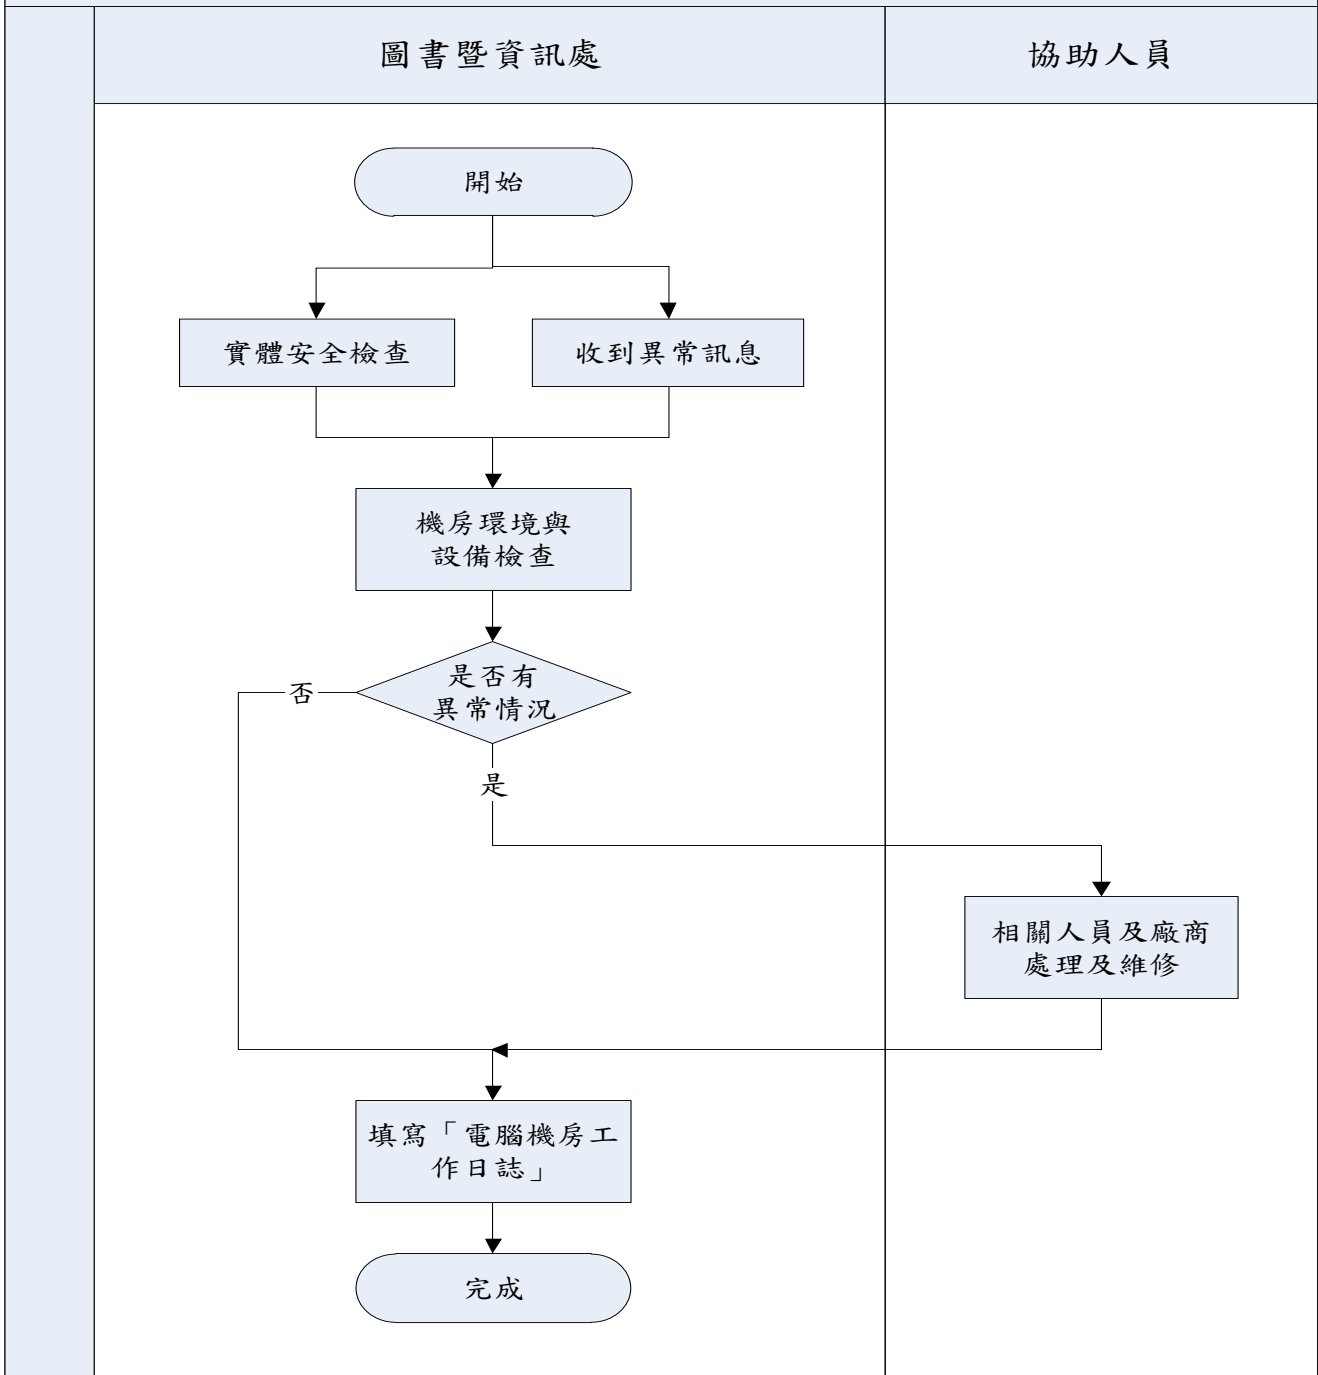 圖書暨資訊處
協助人員
開始
實體安全檢查
收到異常訊息
機房環境與
設備檢查
是否有
異常情況
否
是
相關人員及廠商
處理及維修
填寫「電腦機房工
作日誌」
完成